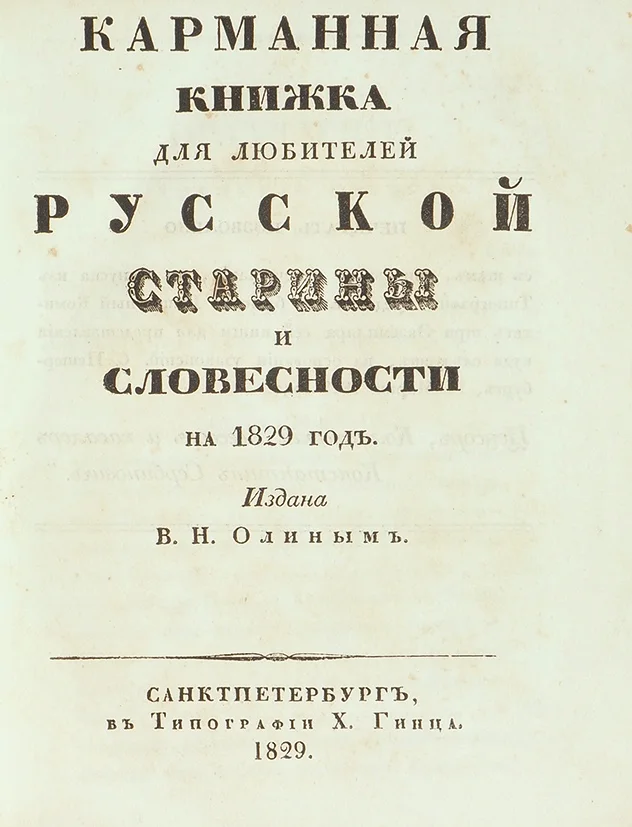 КАРМАННАЯ
КНИЖКА
ДЛЯ ЛЮБИТЕЛЕЙ
РУССКОЙ
СТАРИНЫ
И
СЛОВЕСНОСТИ
НА 1829 ГОДЪ.
Издана
В. Н. Олинымъ.
САНКТПЕТЕРБУРГЪ,
въ Типографіи Х. Гинца.
1829.